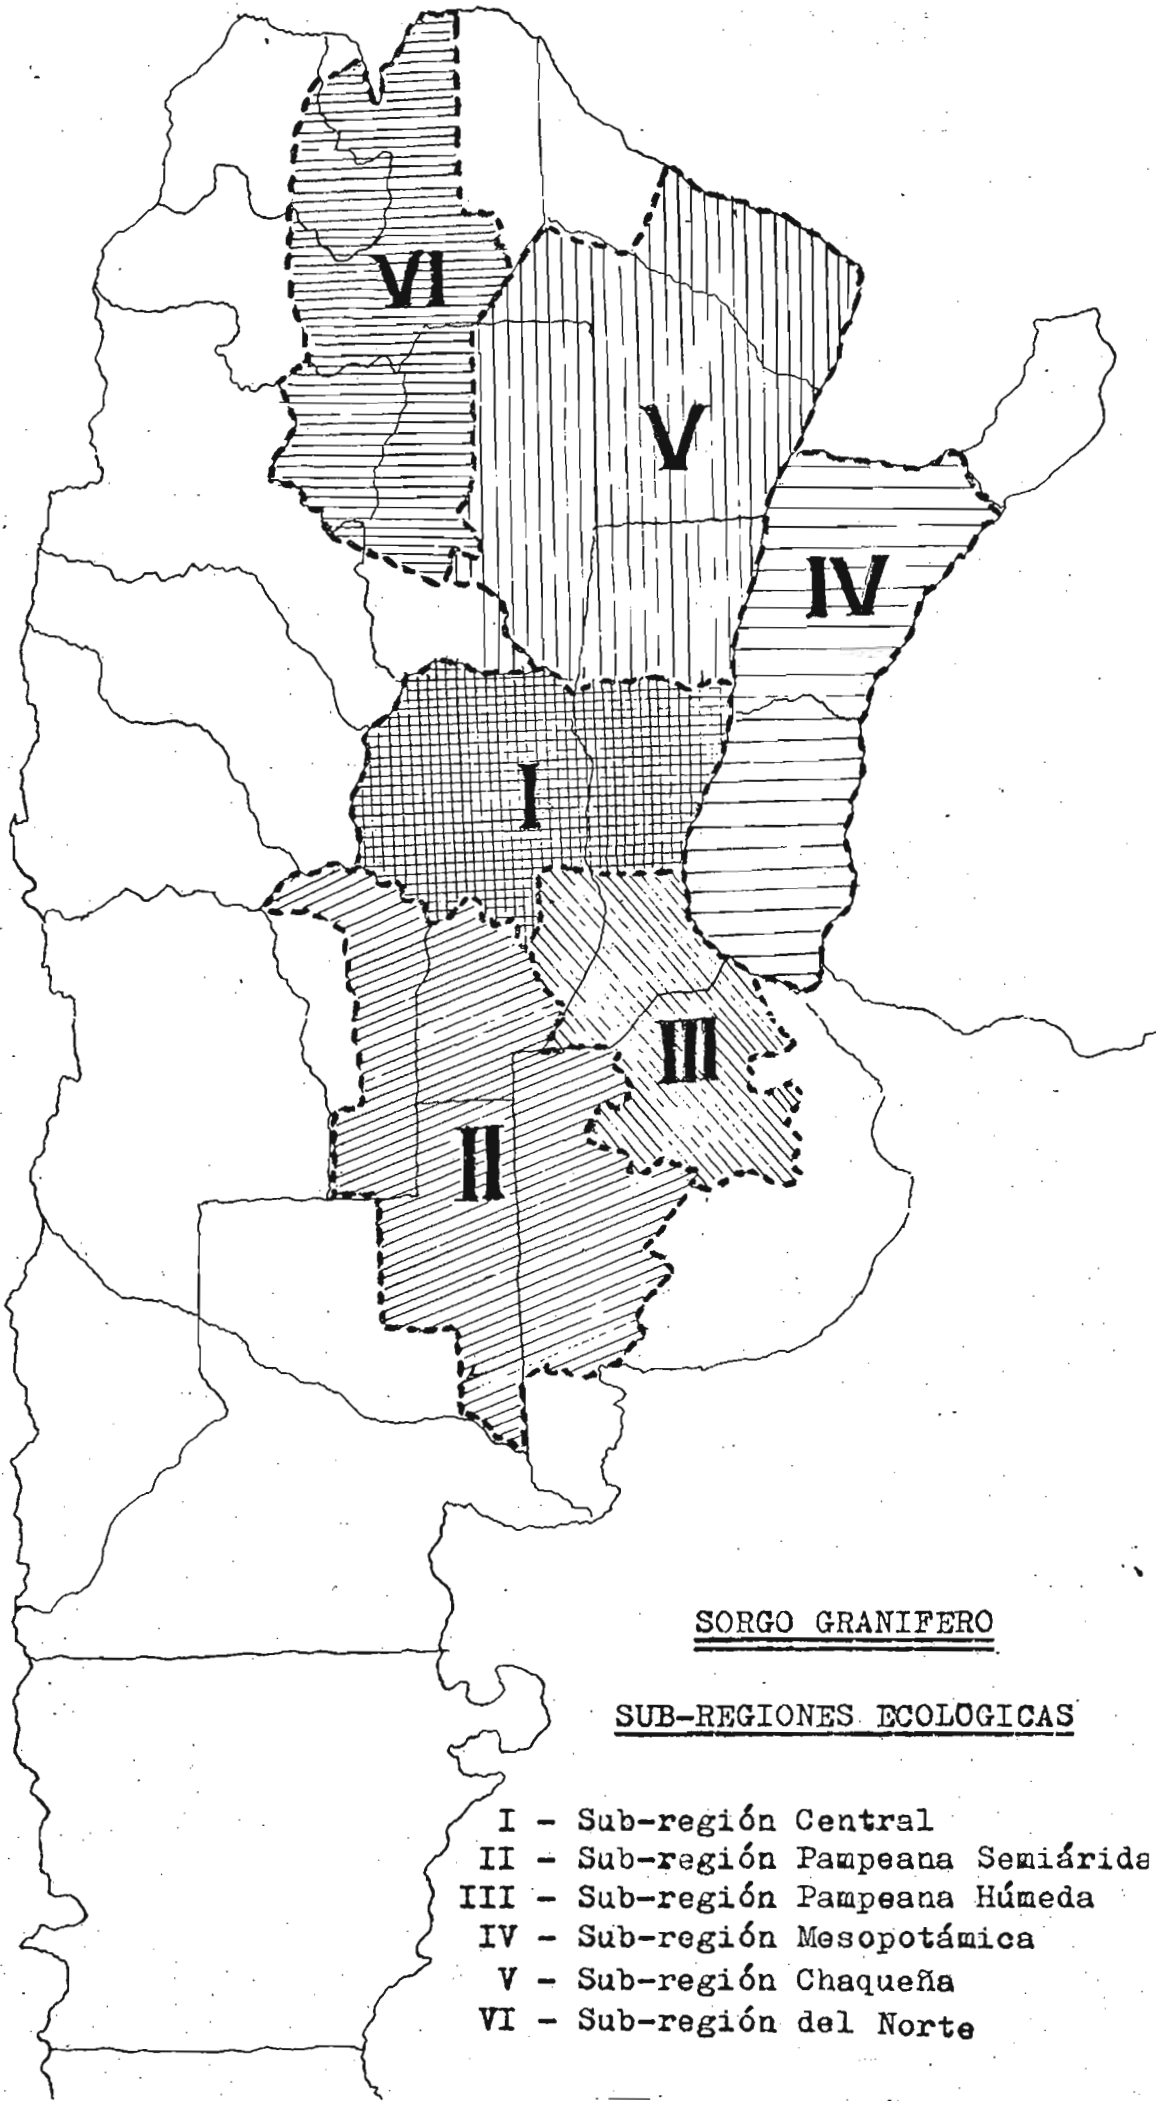 VI
V
IV
I
III
II
SORGO GRANIFERO
SUB-REGIONES ECOLOGICAS
I - Sub-región Central
II - Sub-región Pampeana Semiárida
III - Sub-región Pampeana Húmeda
IV - Sub-región Mesopotámica
V - Sub-región Chaqueña
VI - Sub-región del Norte